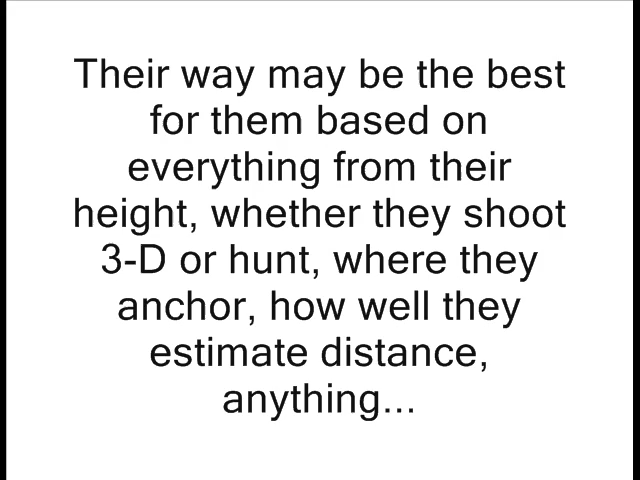 Their way may be the best
for them based on
everything from their
height, whether they shoot
3-D or hunt, where they
anchor, how well they
estimate distance,
anything...